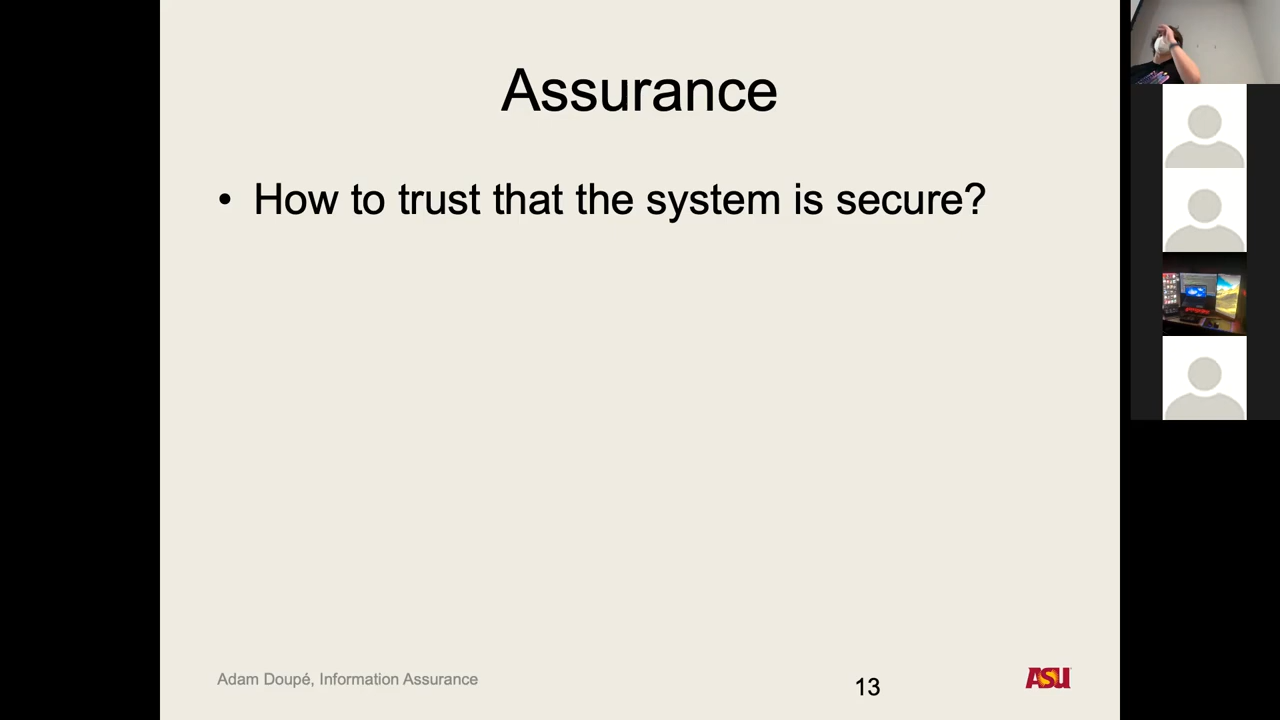 Assurance
• How to trust that the system is secure?
Adam Doupé, Information Assurance
13
ASU